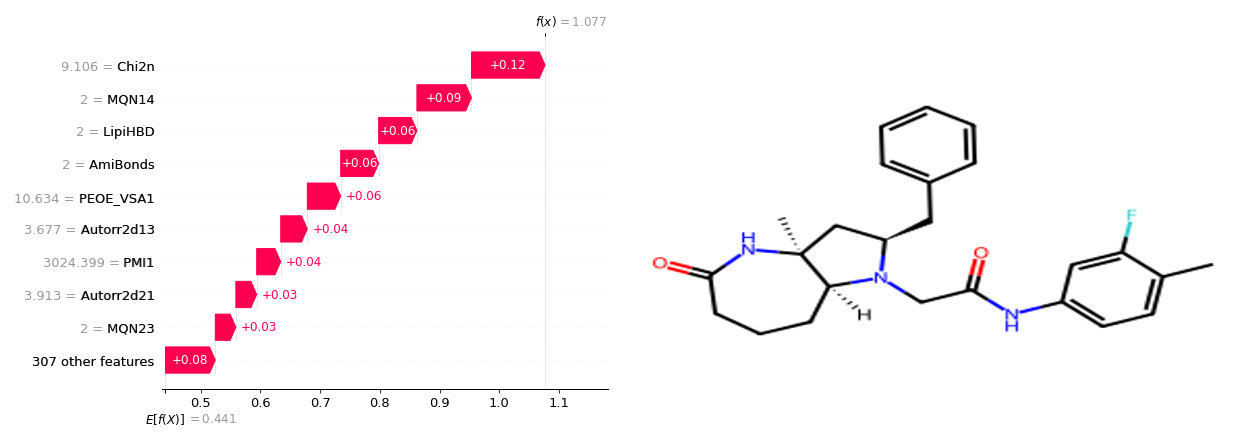 f(x) = 1.077
9.106 = Chi2n
+0.12
2 = MQN14
+0.09
2 = LipiHBD
+0.06
2 = AmiBonds
+0.06
10.634 = PEOE_VSA1
+0.06
3.677 = Autorr2d13
+0.04
3024.399 = PMI1
+0.04
3.913 = Autorr2d21
+0.03
2 = MQN23
+0.03
307 other features
+0.08
0.5 0.6 0.7 0.8 0.9 1.0 1.1
E[f(X)] = 0.441
F
H
N
O
O
N
N
H
H